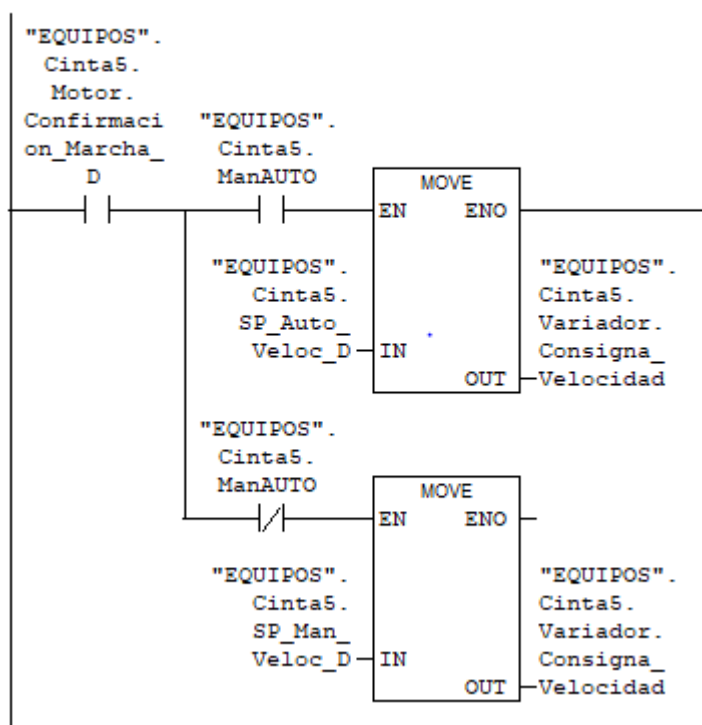 "EQUIPOS".
Cinta5.
Motor.
Confirmaci
on_Marcha_
D
"EQUIPOS".
Cinta5.
ManAUTO
MOVE
EN ENO
"EQUIPOS".
Cinta5.
SP_Auto_
Veloc_D
IN
"EQUIPOS".
Cinta5.
Variador.
Consigna_
Velocidad
OUT
"EQUIPOS".
Cinta5.
ManAUTO
MOVE
EN ENO
"EQUIPOS".
Cinta5.
SP_Man_
Veloc_D
IN
"EQUIPOS".
Cinta5.
Variador.
Consigna_
Velocidad
OUT